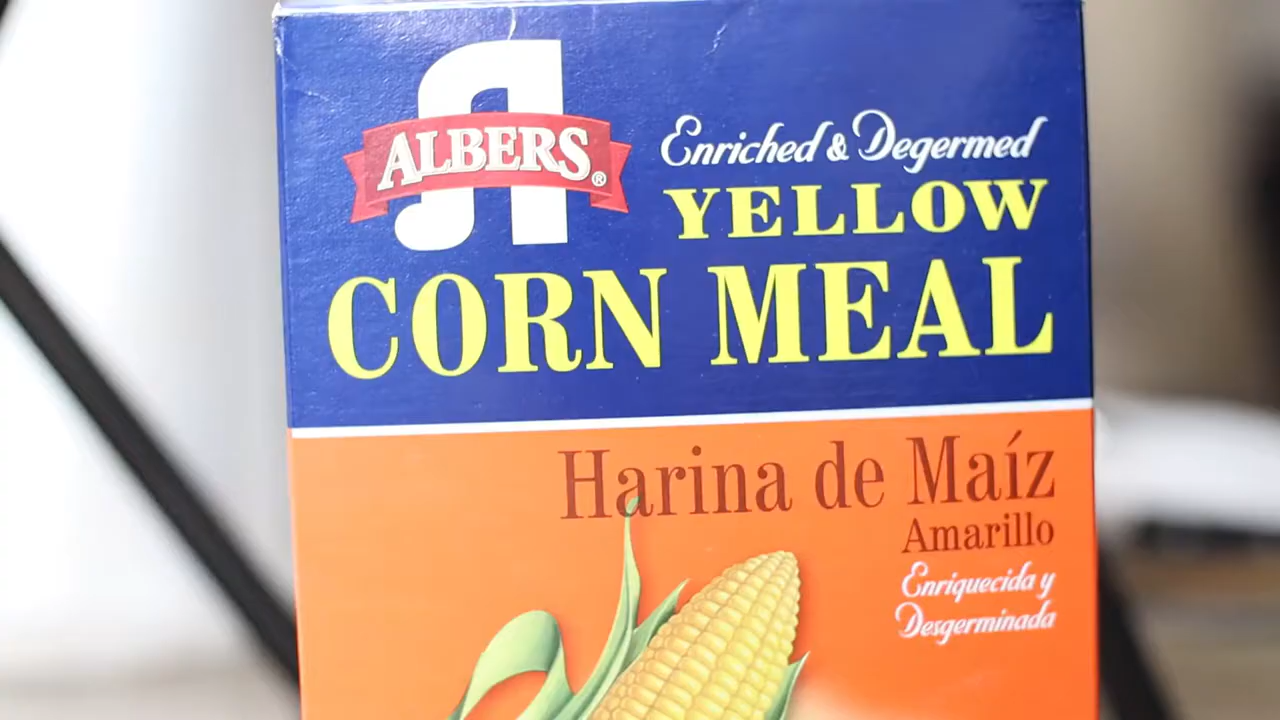 ALBERS®
Enriched & Degermed
YELLOW
CORN MEAL
Harina de Maíz
Amarillo
Enriquecida y
Desgerminada